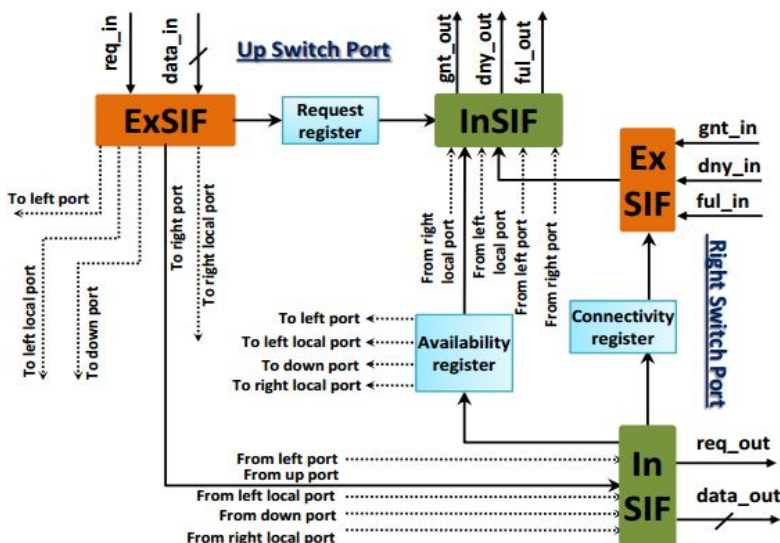 req_in
data_in
Up Switch Port
gnt_out
dny_out
ful_out
ExSIF
Request
register
InSIF
Ex
SIF
gnt_in
dny_in
ful_in
To left port
To left local port
To down port
To right port
To right local port
From right
local port
From left
local port
From left port
From right port
Right Switch Port
To left port
To left local port
To down port
To right local port
Availability
register
Connectivity
register
From left port
From up port
From left local port
From down port
From right local port
In
SIF
req_out
data_out